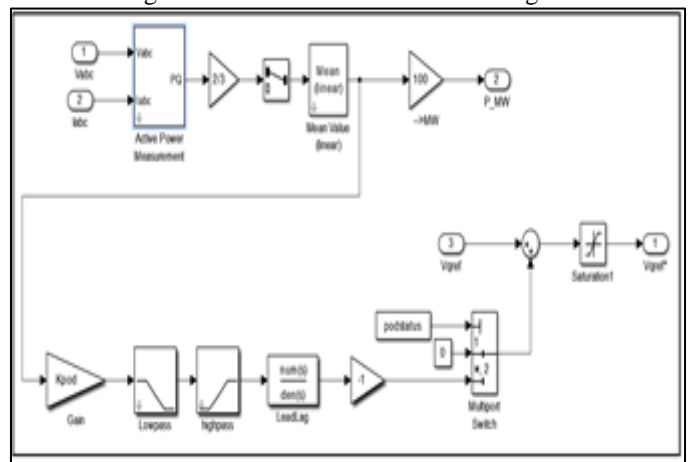 1
Vabc
2
Iabc
Vabc
Iabc
PQ
Active Power
Measurement
2/3
0
Mean
(linear)
Mean Value
(linear)
100
-->MW
2
P_MW
3
Vqref
Saturation1
1
Vqref*
podstatus
0
1
*, 2
Multiport
Switch
Kpod
Gain
Lowpass
highpass
num(s)
den(s)
LeadLag
-1